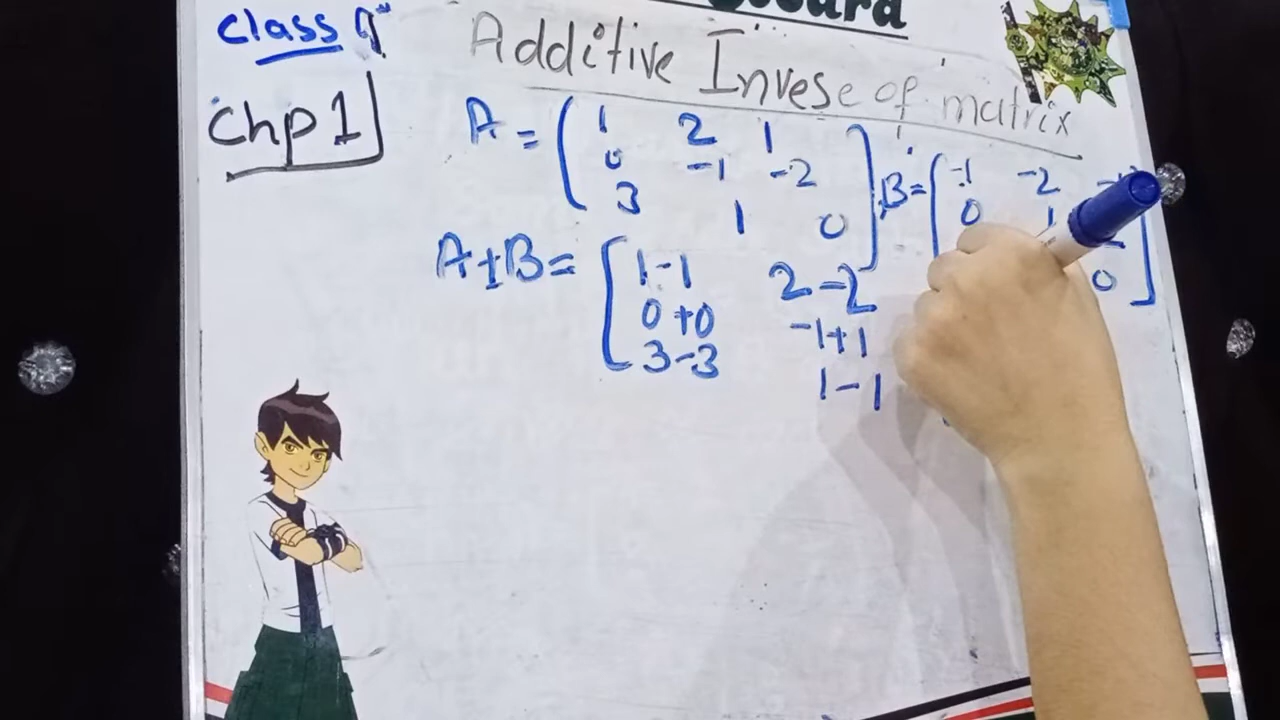 class 9th
Chp 1
Additive Invese of matrix
A = ( 1 2 1
0 -1 -2
3 1 0 ]
, B = [ -1 -2
0 1
0 ]
A+B = [ 1-1 2-2
0+0 -1+1
3-3 1-1